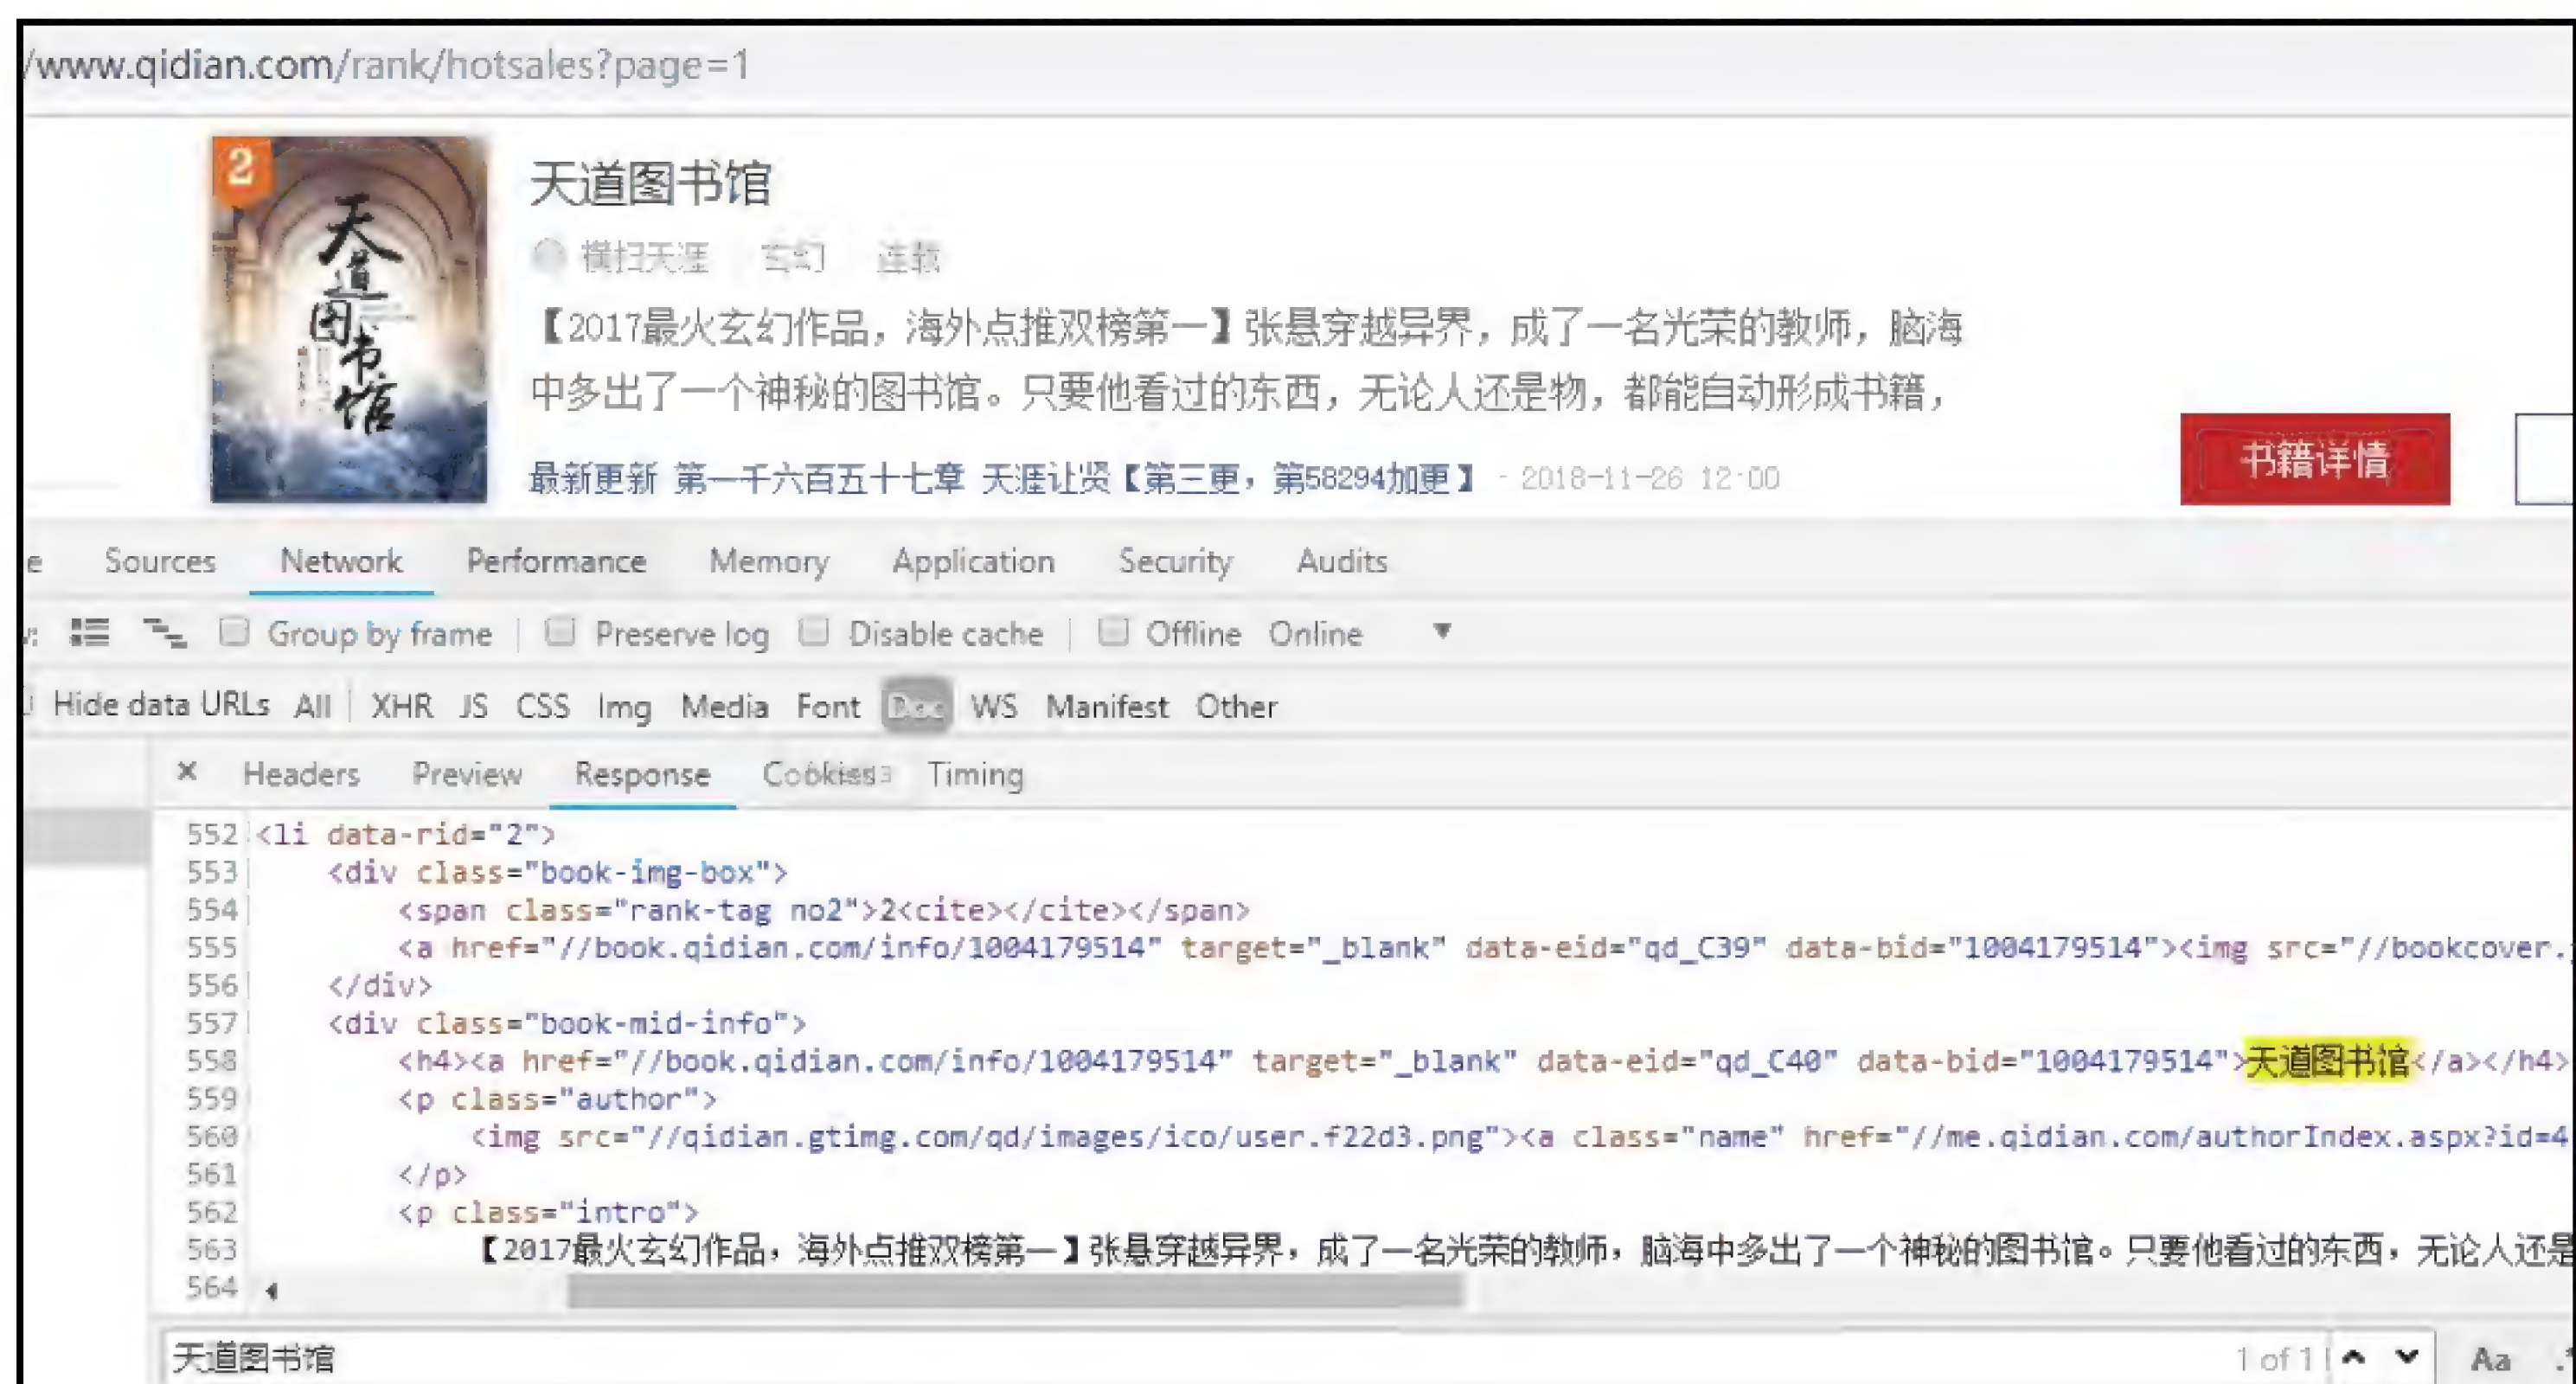 /www.qidian.com/rank/hotsales?page=1
2
天道图书馆
天道图书馆
横扫天涯 玄幻 连载
【2017最火玄幻作品，海外点推双榜第一】张悬穿越异界，成了一名光荣的教师，脑海
中多出了一个神秘的图书馆。只要他看过的东西，无论人还是物，都能自动形成书籍，
最新更新 第一千六百五十七章 天涯让贤【第三更，第58294加更】 · 2018-11-26 12:00
书籍详情
e Sources Network Performance Memory Application Security Audits
Group by frame Preserve log Disable cache Offline Online ▼
Hide data URLs All XHR JS CSS Img Media Font Doc WS Manifest Other
× Headers Preview Response Cookies Timing
552 <li data-rid="2">
553 <div class="book-img-box">
554 <span class="rank-tag no2">2<cite></cite></span>
555 <a href="//book.qidian.com/info/1004179514" target="_blank" data-eid="qd_C39" data-bid="1004179514"><img src="//bookcover.
556 </div>
557 <div class="book-mid-info">
558 <h4><a href="//book.qidian.com/info/1004179514" target="_blank" data-eid="qd_C40" data-bid="1004179514">天道图书馆</a></h4>
559 <p class="author">
560 <img src="//qidian.gtimg.com/qd/images/ico/user.f22d3.png"><a class="name" href="//me.qidian.com/authorIndex.aspx?id=4
561 </p>
562 <p class="intro">
563 【2017最火玄幻作品，海外点推双榜第一】张悬穿越异界，成了一名光荣的教师，脑海中多出了一个神秘的图书馆。只要他看过的东西，无论人还是
564
天道图书馆 1 of 1 Aa .*